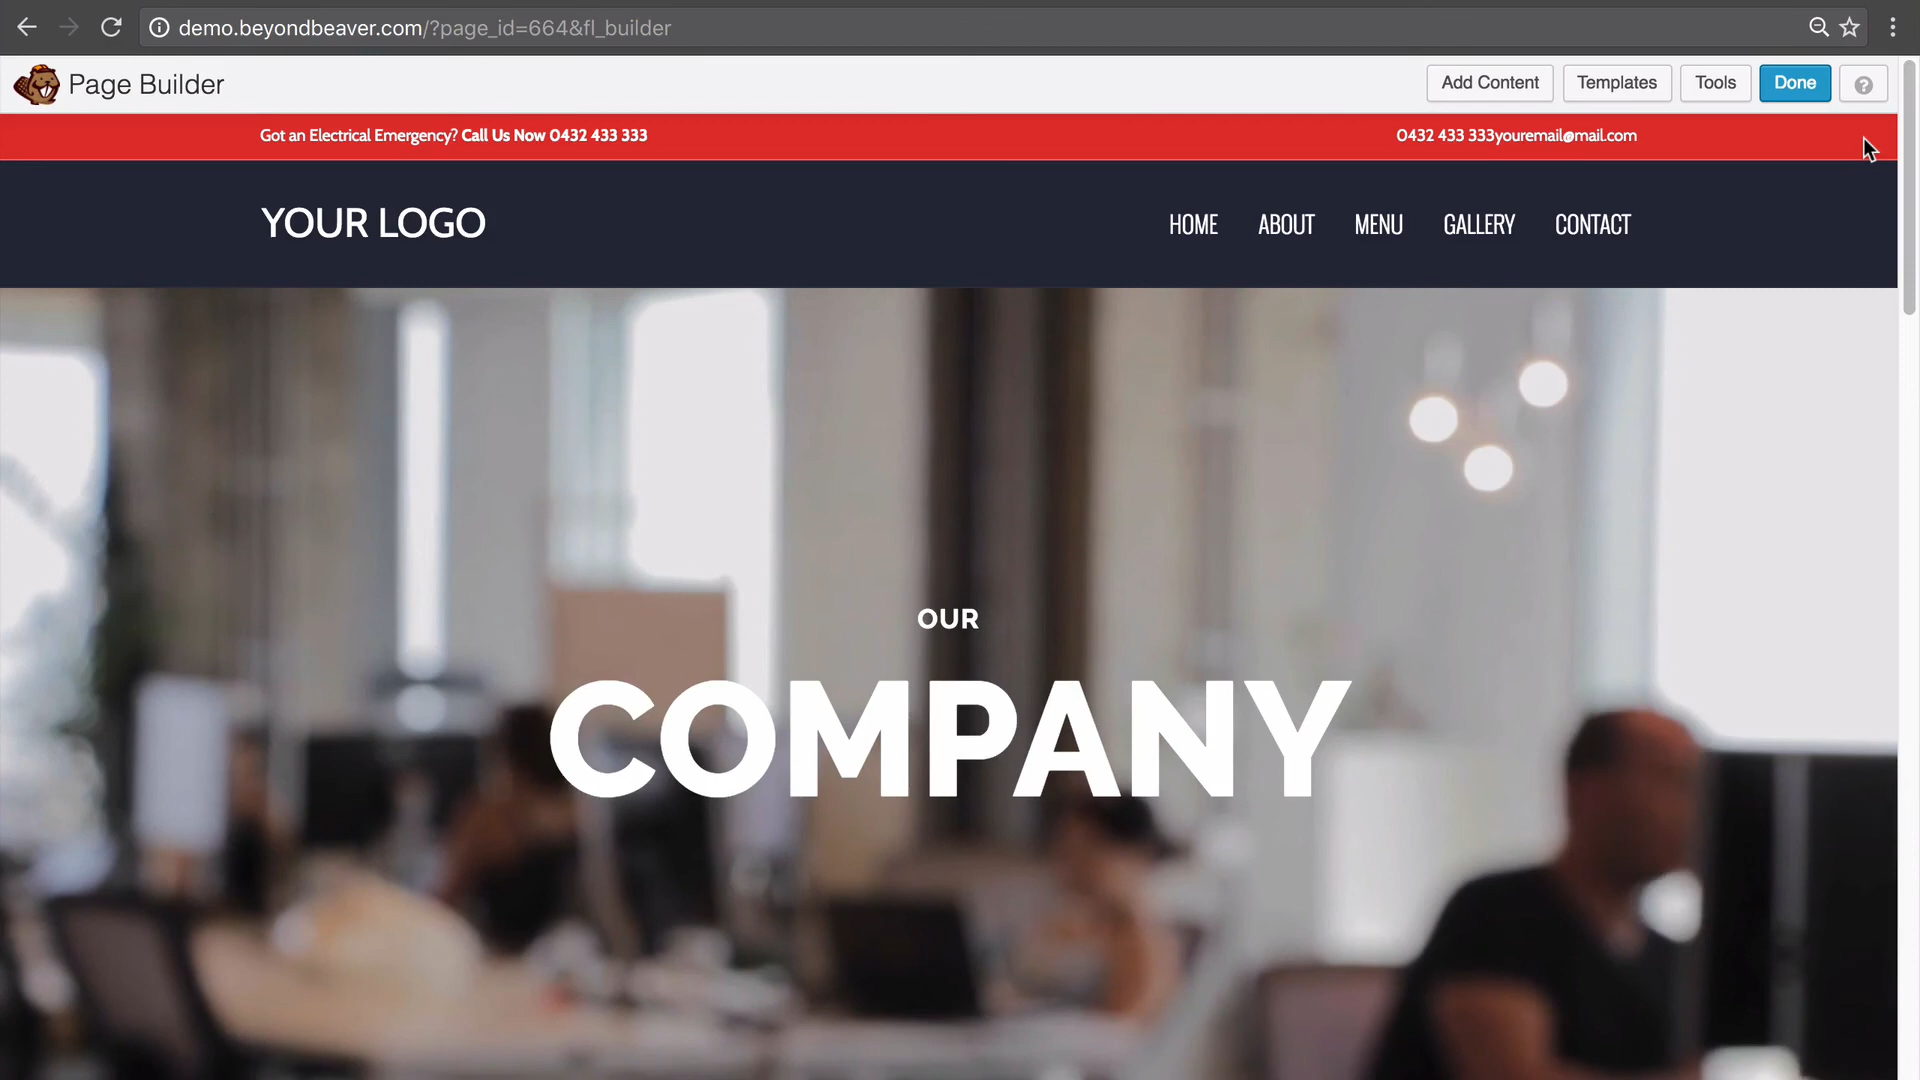 demo.beyondbeaver.com/?page_id=664&fl_builder
Page Builder
Add Content
Templates
Tools
Done
?
Got an Electrical Emergency? Call Us Now 0432 433 333
0432 433 333youremail@mail.com
YOUR LOGO
HOME
ABOUT
MENU
GALLERY
CONTACT
OUR
COMPANY